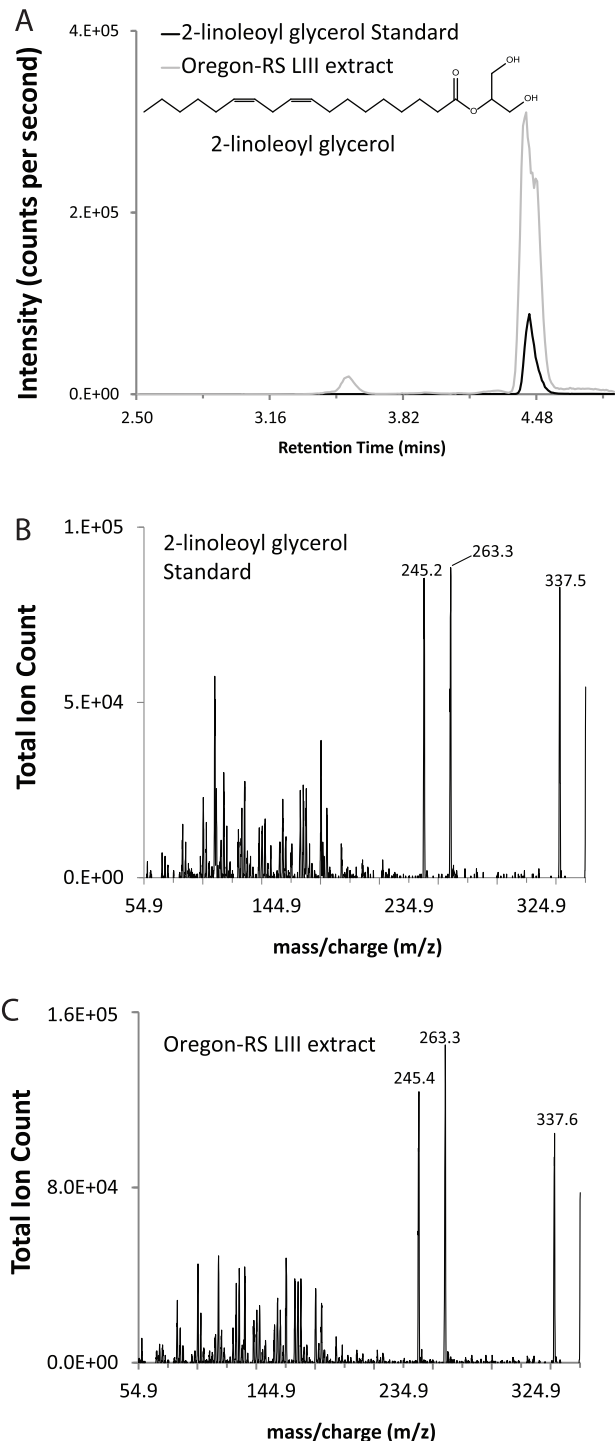 A
4.E+05
2-linoleoyl glycerol Standard
Oregon-RS LIII extract
O
OH
O
OH
2-linoleoyl glycerol
2.E+05
0.E+00
Intensity (counts per second)
2.50 3.16 3.82 4.48
Retention Time (mins)
B
1.E+05
2-linoleoyl glycerol
Standard
245.2
263.3
337.5
5.E+04
0.E+00
Total Ion Count
54.9 144.9 234.9 324.9
mass/charge (m/z)
C
1.6E+05
Oregon-RS LIII extract
263.3
245.4
337.6
8.0E+04
0.0E+00
Total Ion Count
54.9 144.9 234.9 324.9
mass/charge (m/z)